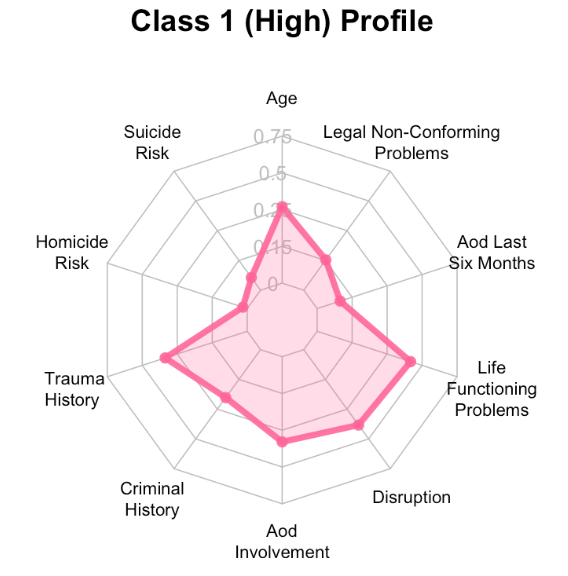 Class 1 (High) Profile
Age
Suicide
Risk
Legal Non-Conforming
Problems
0.75
0.5
0.25
0.15
0
Homicide
Risk
Aod Last
Six Months
Trauma
History
Life
Functioning
Problems
Criminal
History
Disruption
Aod
Involvement